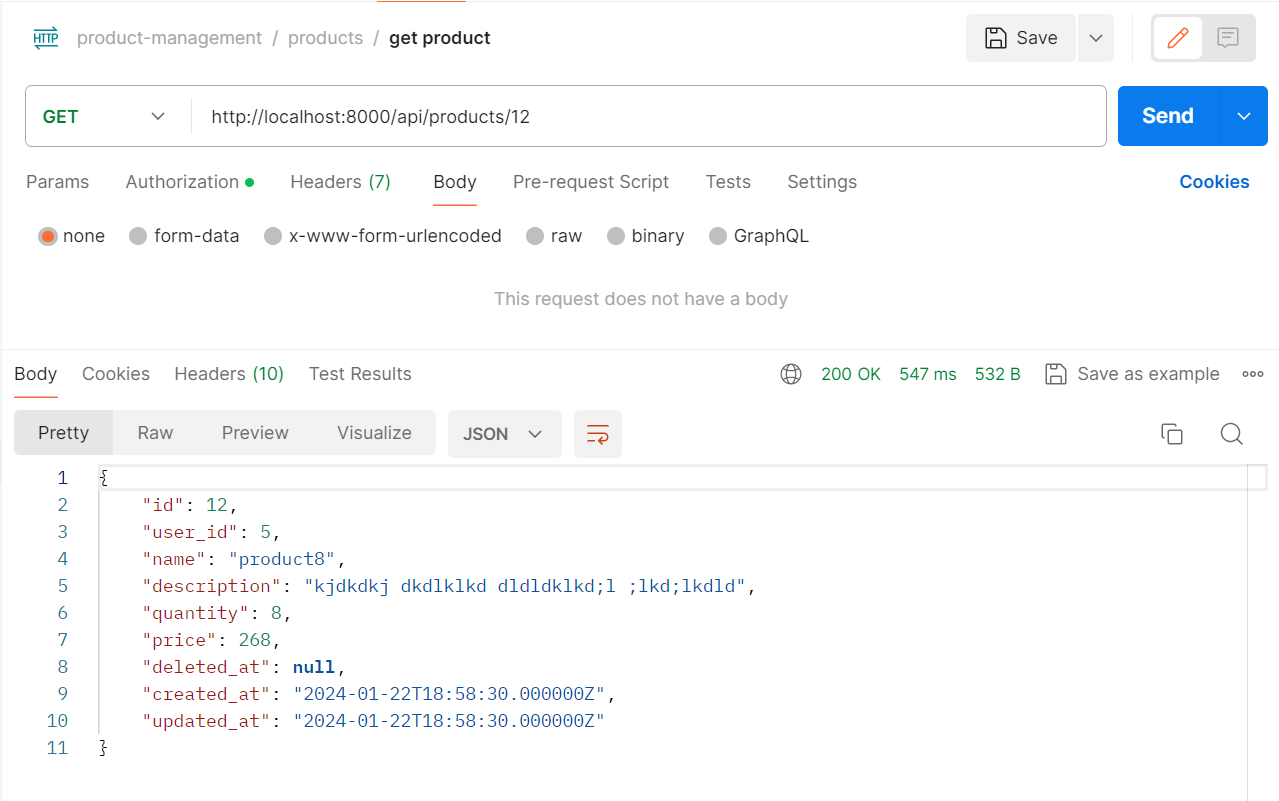 HTTP product-management / products / get product Save
GET http://localhost:8000/api/products/12 Send
Params Authorization Headers (7) Body Pre-request Script Tests Settings Cookies
none form-data x-www-form-urlencoded raw binary GraphQL
This request does not have a body
Body Cookies Headers (10) Test Results 200 OK 547 ms 532 B Save as example
Pretty Raw Preview Visualize JSON
1 {
2 "id": 12,
3 "user_id": 5,
4 "name": "product8",
5 "description": "kjdkdkj dkdlklkd dldldklkd;l ;lkd;lkdld",
6 "quantity": 8,
7 "price": 268,
8 "deleted_at": null,
9 "created_at": "2024-01-22T18:58:30.000000Z",
10 "updated_at": "2024-01-22T18:58:30.000000Z"
11 }